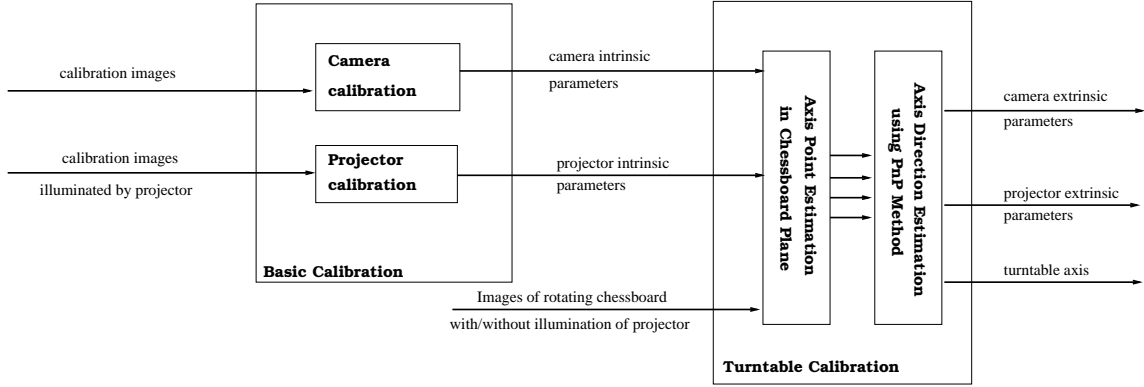 calibration images
Camera
calibration
camera intrinsic
parameters
calibration images
illuminated by projector
Projector
calibration
projector intrinsic
parameters
Basic Calibration
Images of rotating chessboard
with/without illumination of projector
Axis Point Estimation
in Chessboard Plane
Axis Direction Estimation
using PnP Method
Turntable Calibration
camera extrinsic
parameters
projector extrinsic
parameters
turntable axis